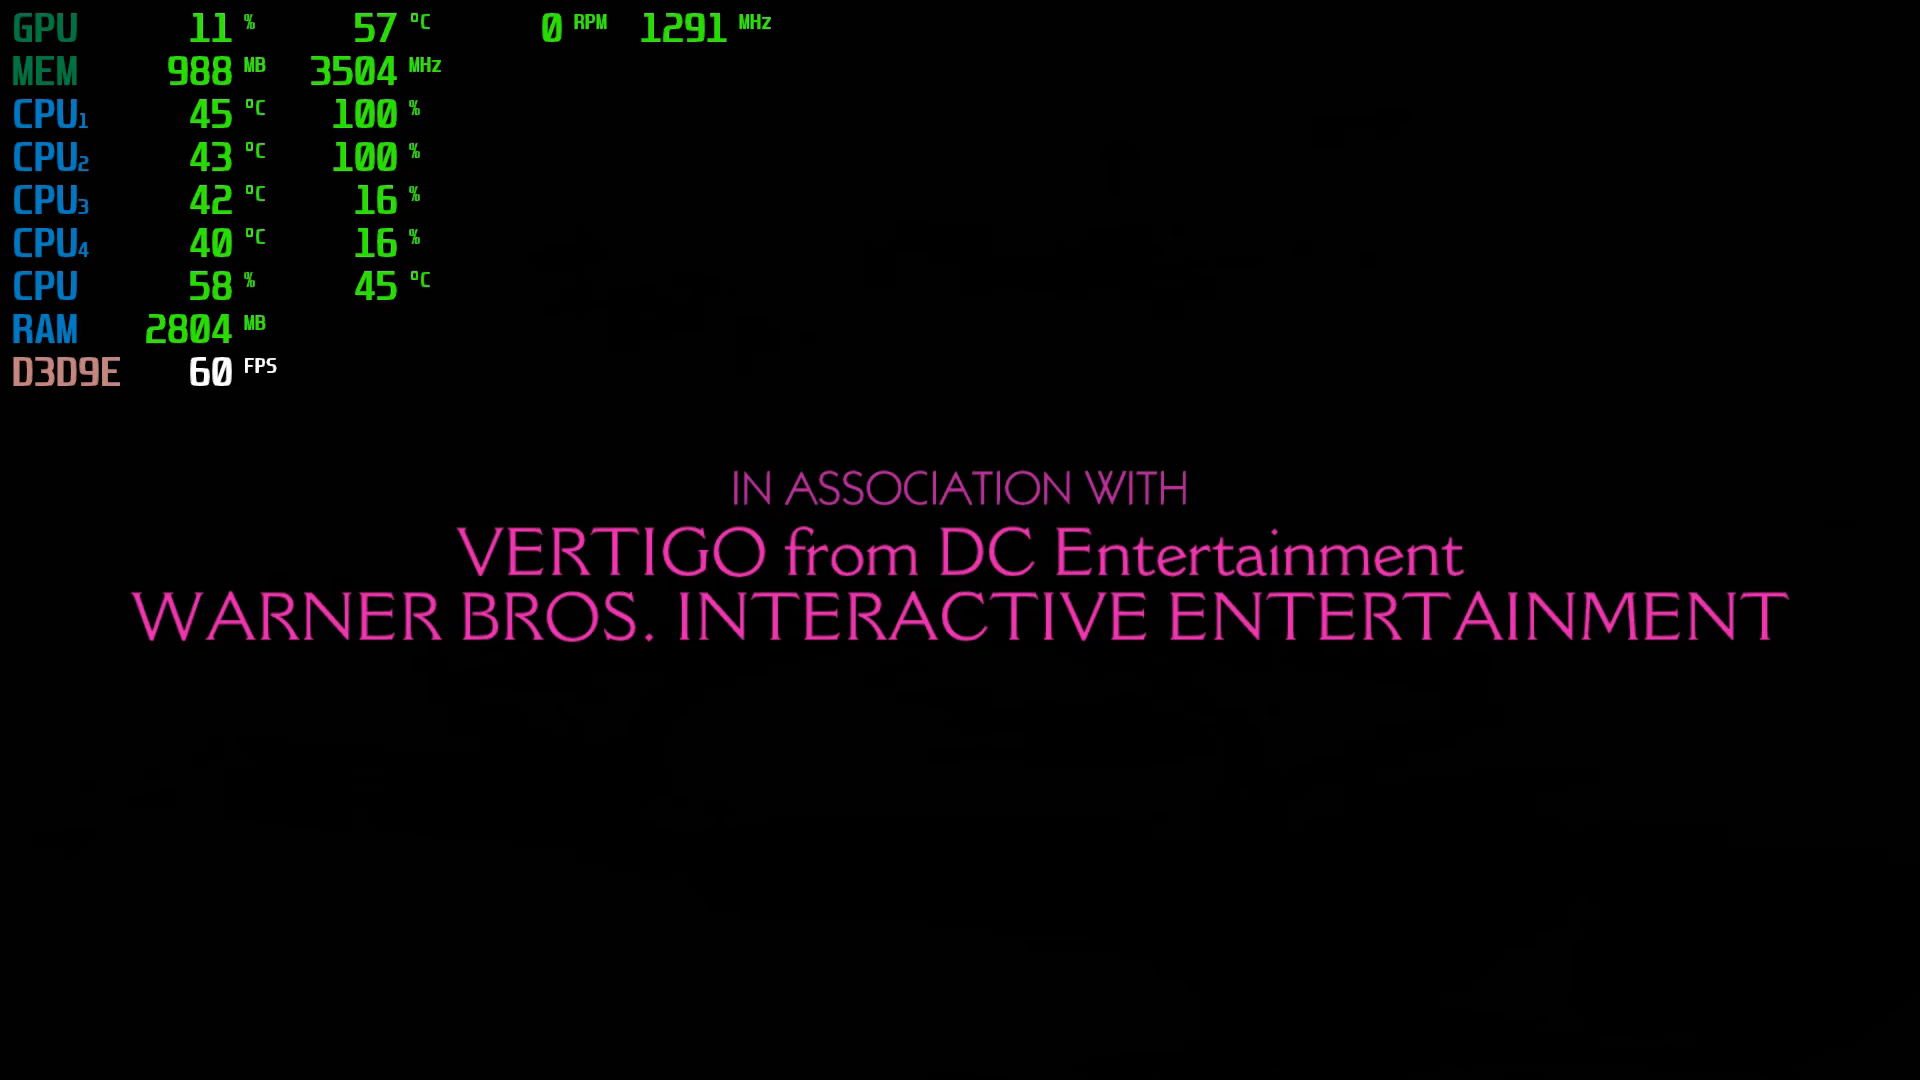 GPU 11 % 57 °C 0 RPM 1291 MHz
MEM 988 MB 3504 MHz
CPU1 45 °C 100 %
CPU2 43 °C 100 %
CPU3 42 °C 16 %
CPU4 40 °C 16 %
CPU 58 % 45 °C
RAM 2804 MB
D3D9E 60 FPS
IN ASSOCIATION WITH
VERTIGO from DC Entertainment
WARNER BROS. INTERACTIVE ENTERTAINMENT